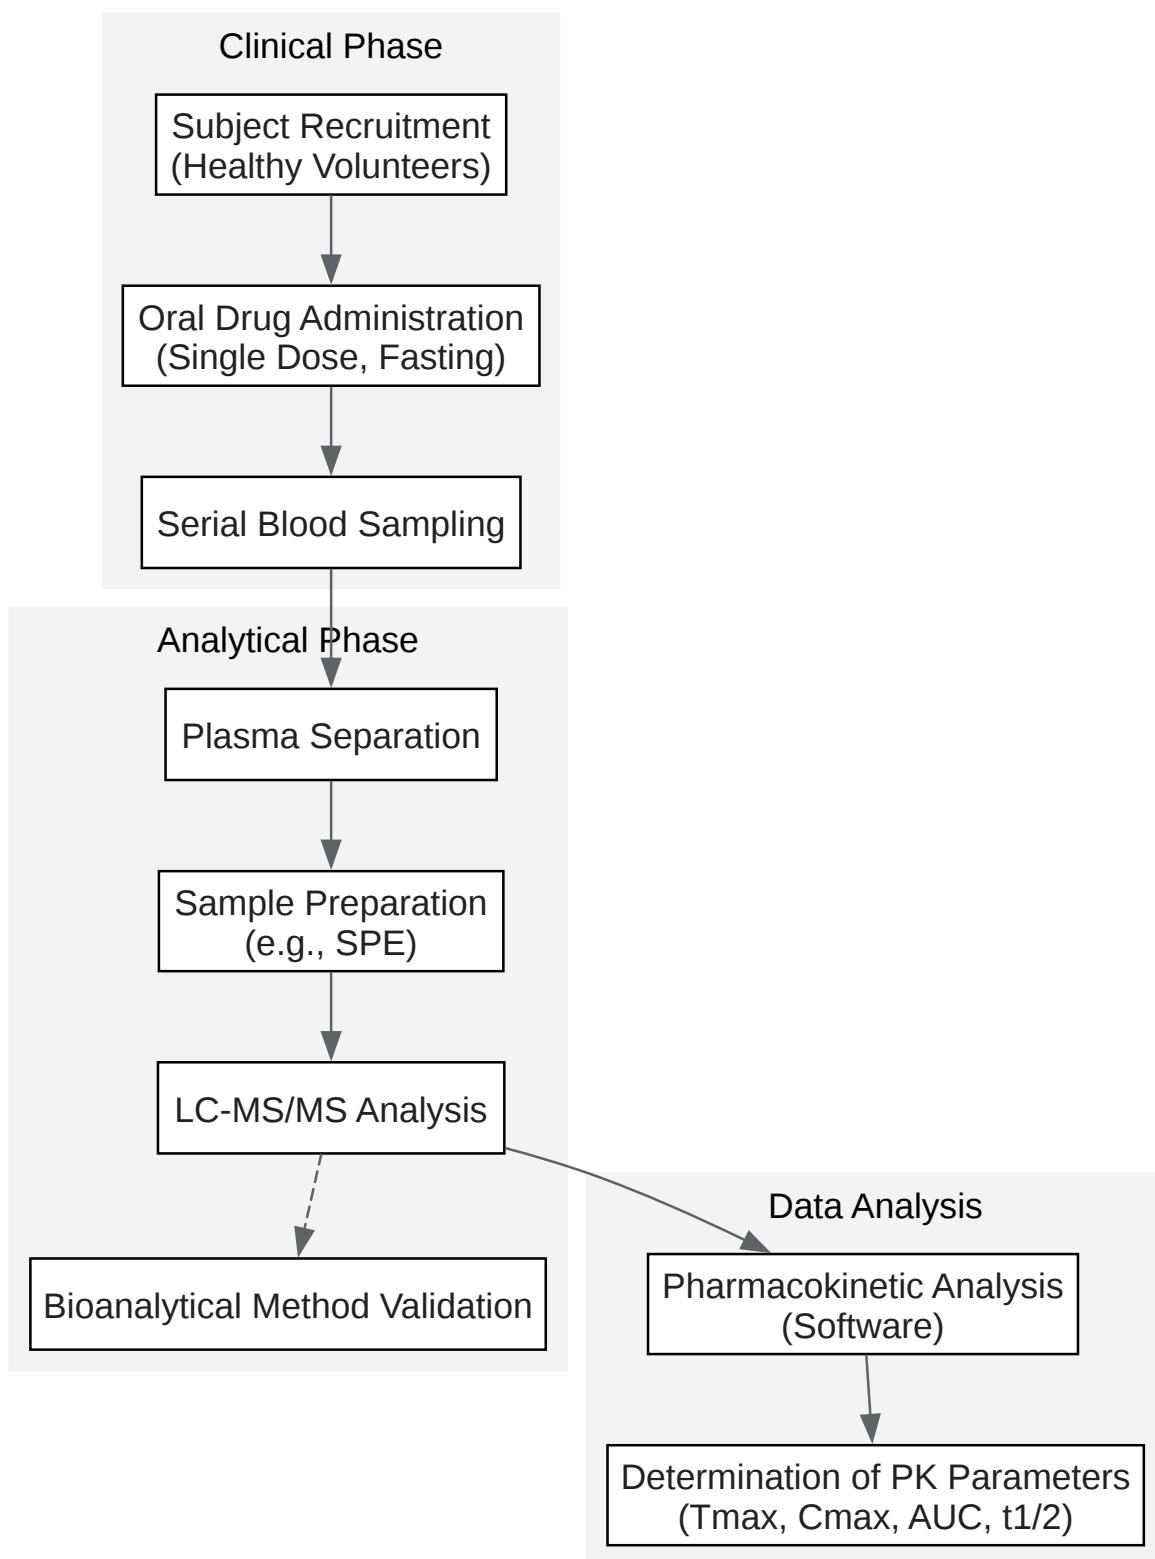 Clinical Phase
Subject Recruitment
(Healthy Volunteers)
Oral Drug Administration
(Single Dose, Fasting)
Serial Blood Sampling
Analytical Phase
Plasma Separation
Sample Preparation
(e.g., SPE)
LC-MS/MS Analysis
Bioanalytical Method Validation
Data Analysis
Pharmacokinetic Analysis
(Software)
Determination of PK Parameters
(Tmax, Cmax, AUC, t1/2)